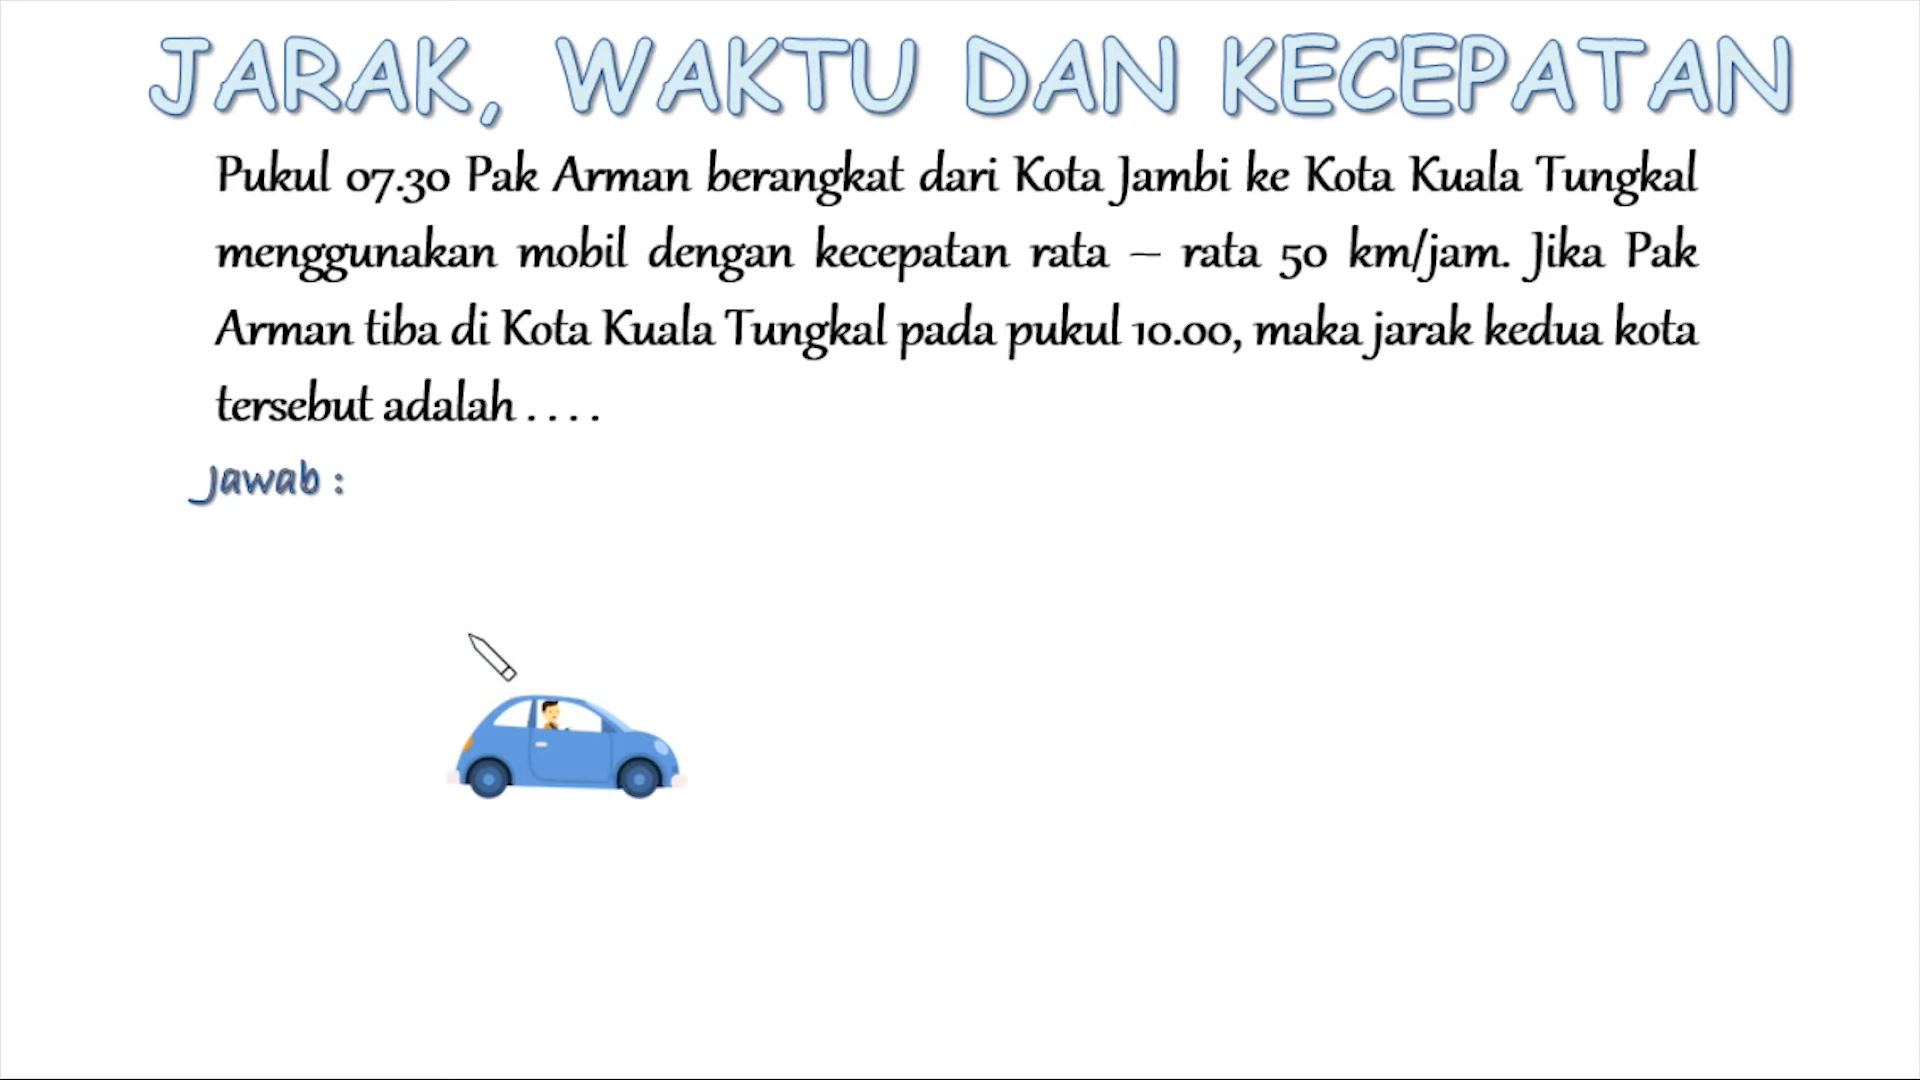 JARAK, WAKTU DAN KECEPATAN
Pukul 07.30 Pak Arman berangkat dari Kota Jambi ke Kota Kuala Tungkal
menggunakan mobil dengan kecepatan rata – rata 50 km/jam. Jika Pak
Arman tiba di Kota Kuala Tungkal pada pukul 10.00, maka jarak kedua kota
tersebut adalah . . . .
Jawab :